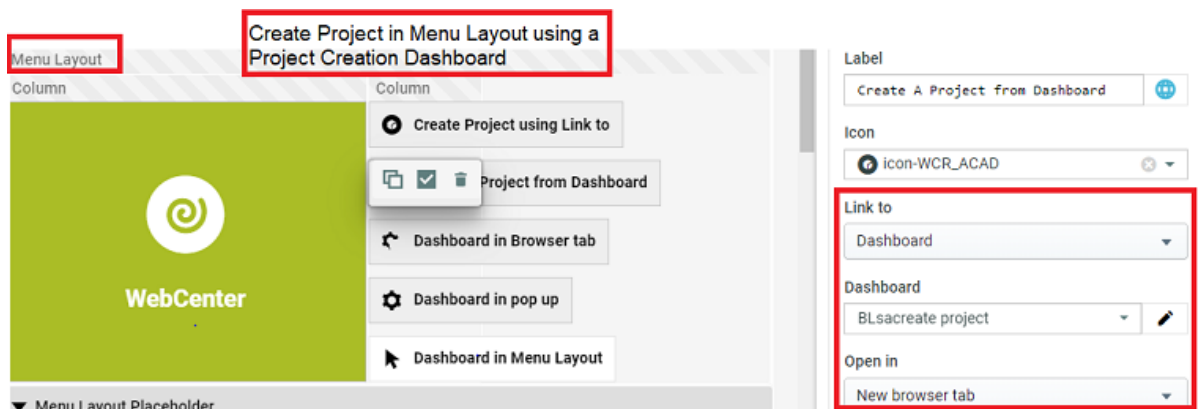 Create Project in Menu Layout using a
Project Creation Dashboard
Menu Layout
Column
Column
Create Project using Link to
Project from Dashboard
Dashboard in Browser tab
Dashboard in pop up
Dashboard in Menu Layout
WebCenter
Menu Layout Placeholder
Label
Create A Project from Dashboard
Icon
icon-WCR_ACAD
Link to
Dashboard
Dashboard
BLsacreate project
Open in
New browser tab